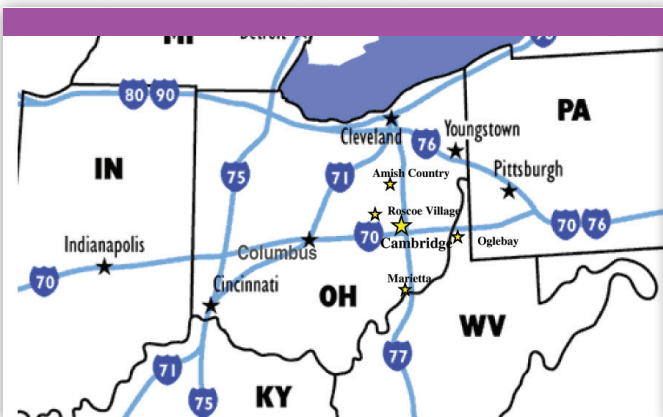 MI
Detroit
76
80
90
PA
Cleveland
76
Youngstown
IN
75
71
Amish Country
Pittsburgh
Roscoe Village
70
Cambridge
Oglebay
70
76
Indianapolis
Columbus
70
Cincinnati
Marietta
OH
WV
71
77
75
KY